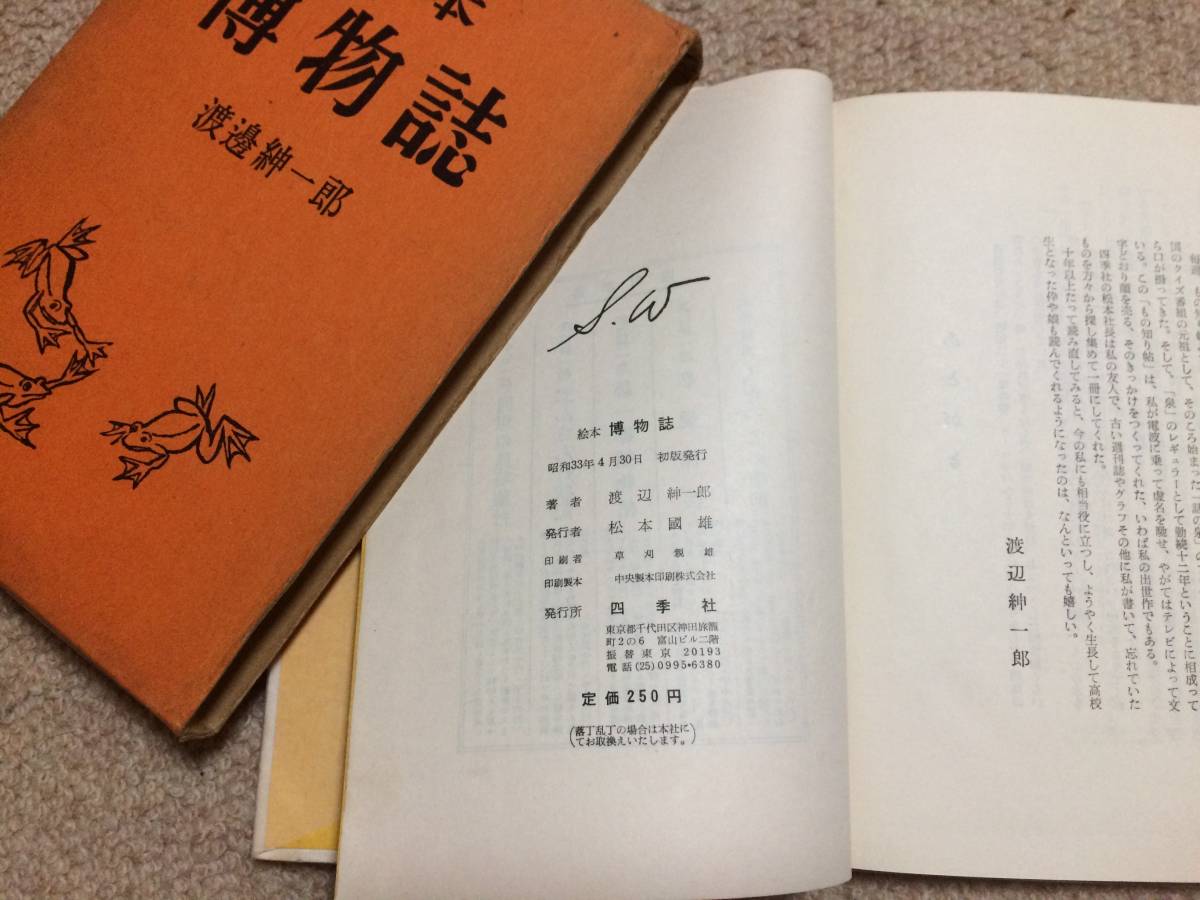 本
博物誌
渡邊紳一郎
S.W
絵本 博物誌
昭和33年4月30日 初版発行
著者 渡辺紳一郎
発行者 松本國雄
印刷者 草刈親雄
印刷製本 中央製本印刷株式会社
発行所 四季社
東京都千代田区神田旅籠
町2の6 富山ビル二階
振替東京 20193
電話(25)0995・6380
定価250円
(落丁乱丁の場合は本社に
てお取換えいたします。)
国のクイズ番組の元祖として、そのころ始まった「話の泉」の
ら口が掛ってきた。そして、「泉」のレギュラーとして勤続十二年ということに相成って
いる。この「もの知り帖」は、私が電波に乗って虚名を馳せ、やがてはテレビによって文
字どおり顔を売る、そのきっかけをつくってくれた、いわば私の出世作でもある。
四季社の松本社長は私の友人で、古い週刊誌やグラフその他に私が書いて、忘れていた
ものを方々から探し集めて一冊にしてくれた。
十年以上たって読み直してみると、今の私にも相当役に立つし、ようやく生長して高校
生となった伜や娘も読んでくれるようになったのは、なんといっても嬉しい。
渡辺紳一郎